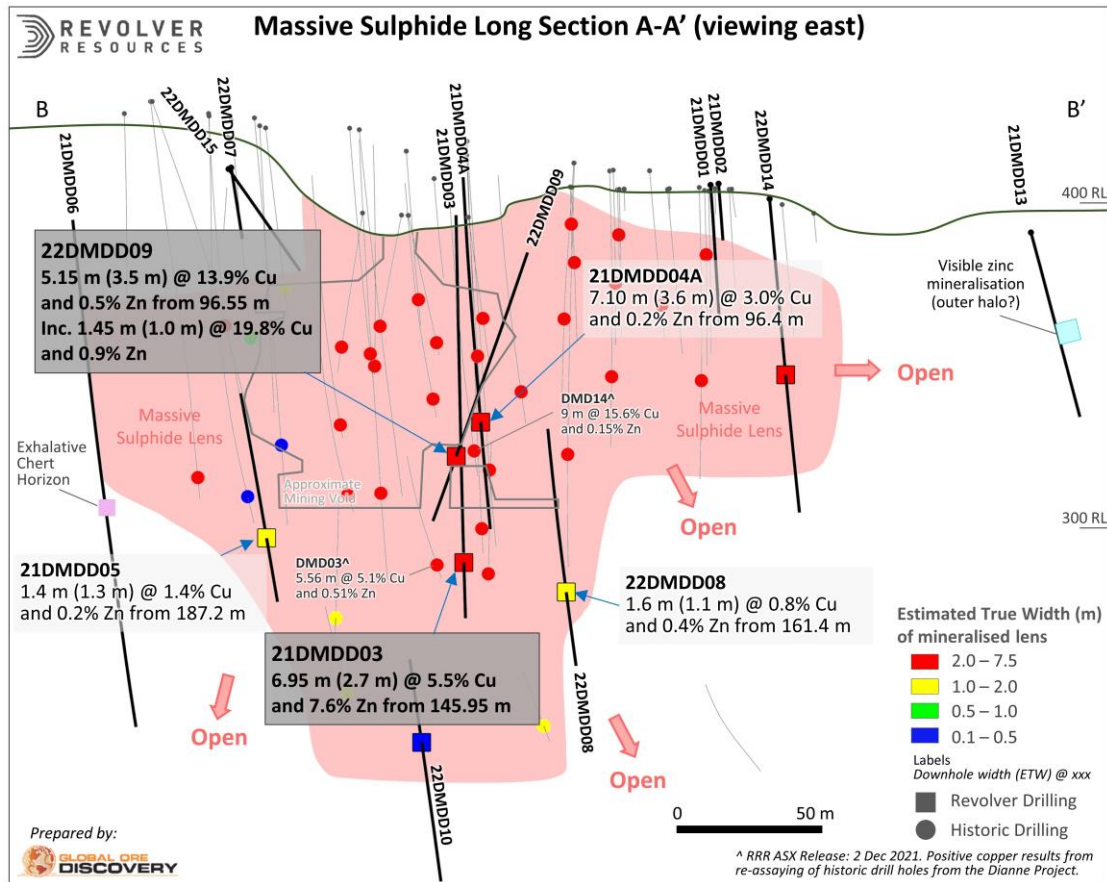 REVOLVER
RESOURCES
Massive Sulphide Long Section A-A’ (viewing east)
B
B’
21DMDD06
22DMDD15
22DMDD07
21DMDD03
21DMDD04A
22DMDD09
21DMDD01
21DMDD02
22DMDD14
21DMDD13
400 RL
22DMDD09
5.15 m (3.5 m) @ 13.9% Cu
and 0.5% Zn from 96.55 m
Inc. 1.45 m (1.0 m) @ 19.8% Cu
and 0.9% Zn
21DMDD04A
7.10 m (3.6 m) @ 3.0% Cu
and 0.2% Zn from 96.4 m
Visible zinc
mineralisation
(outer halo?)
Open
Massive
Sulphide Lens
DMD14^
9 m @ 15.6% Cu
and 0.15% Zn
Massive
Sulphide Lens
Exhalative
Chert
Horizon
Approximate
Mining Void
Open
300 RL
21DMDD05
1.4 m (1.3 m) @ 1.4% Cu
and 0.2% Zn from 187.2 m
DMD03^
5.56 m @ 5.1% Cu
and 0.51% Zn
22DMDD08
1.6 m (1.1 m) @ 0.8% Cu
and 0.4% Zn from 161.4 m
21DMDD03
6.95 m (2.7 m) @ 5.5% Cu
and 7.6% Zn from 145.95 m
22DMDD08
Open
Open
22DMDD10
Estimated True Width (m)
of mineralised lens
2.0 – 7.5
1.0 – 2.0
0.5 – 1.0
0.1 – 0.5
Labels
Downhole width (ETW) @ xxx
Revolver Drilling
Historic Drilling
0 50 m
Prepared by:
GLOBAL ORE
DISCOVERY
^ RRR ASX Release: 2 Dec 2021. Positive copper results from
re-assaying of historic drill holes from the Dianne Project.